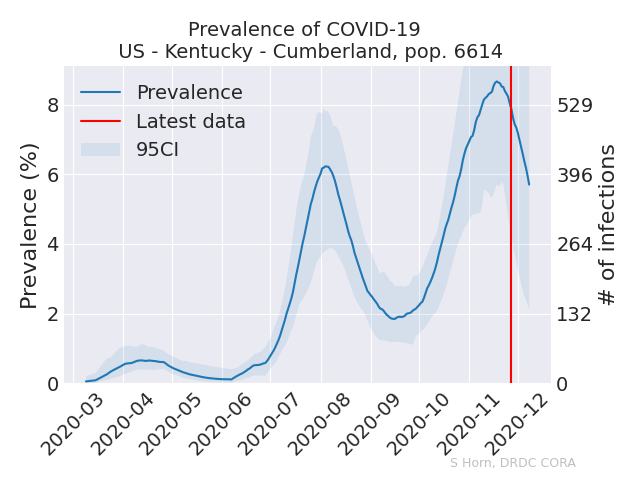 Prevalence of COVID-19
US - Kentucky - Cumberland, pop. 6614
Prevalence
Latest data
95CI
Prevalence (%)
8
6
4
2
0
# of infections
529
396
264
132
0
2020-03
2020-04
2020-05
2020-06
2020-07
2020-08
2020-09
2020-10
2020-11
2020-12
S Horn, DRDC CORA